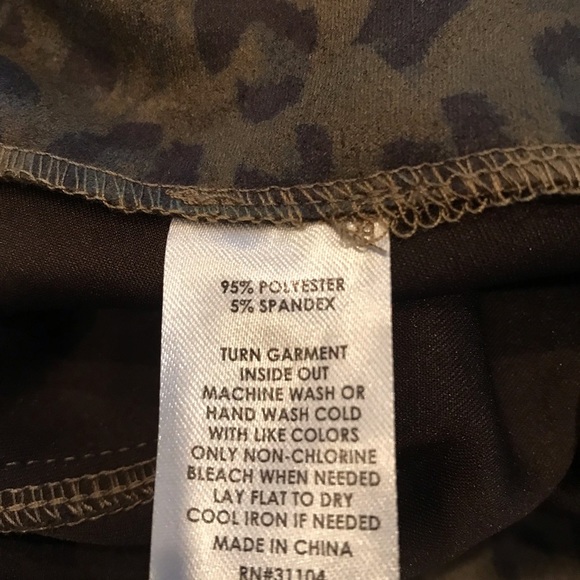 95% POLYESTER
5% SPANDEX
TURN GARMENT
INSIDE OUT
MACHINE WASH OR
HAND WASH COLD
WITH LIKE COLORS
ONLY NON-CHLORINE
BLEACH WHEN NEEDED
LAY FLAT TO DRY
COOL IRON IF NEEDED
MADE IN CHINA
RN#31104